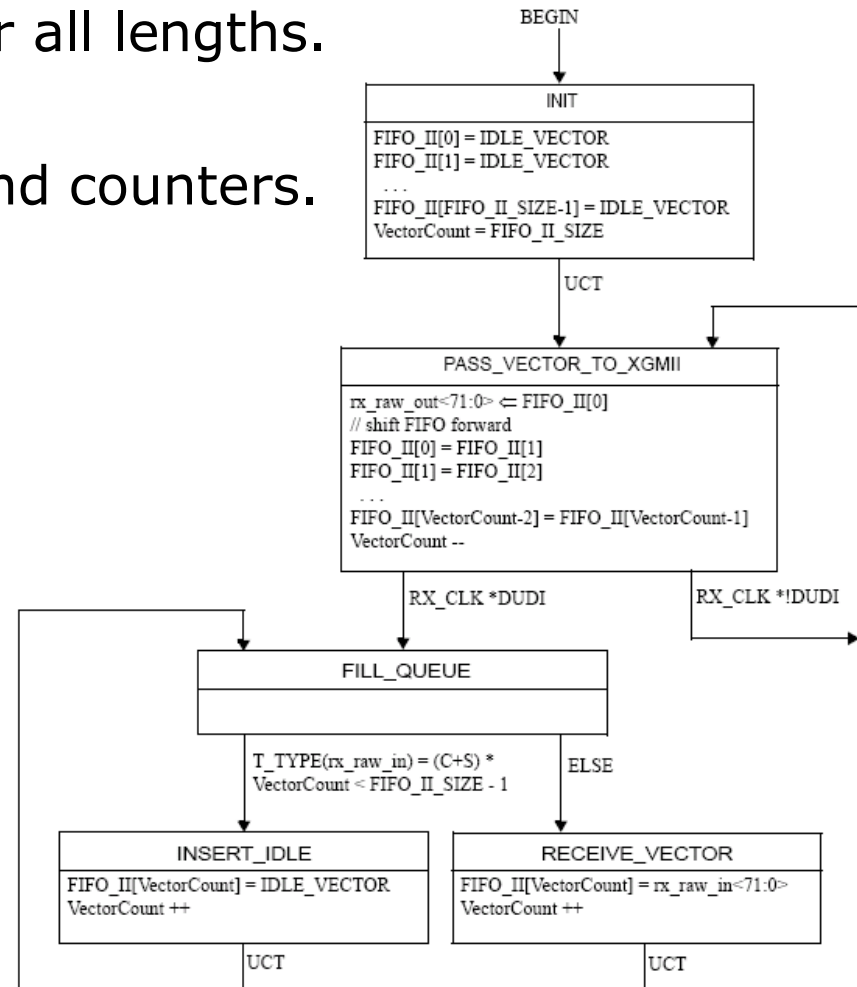 r all lengths.
nd counters.
BEGIN
INIT
FIFO_II[0] = IDLE_VECTOR
FIFO_II[1] = IDLE_VECTOR
. . .
FIFO_II[FIFO_II_SIZE-1] = IDLE_VECTOR
VectorCount = FIFO_II_SIZE
UCT
PASS_VECTOR_TO_XGMII
rx_raw_out<71:0> ⇐ FIFO_II[0]
// shift FIFO forward
FIFO_II[0] = FIFO_II[1]
FIFO_II[1] = FIFO_II[2]
. . .
FIFO_II[VectorCount-2] = FIFO_II[VectorCount-1]
VectorCount --
RX_CLK *DUDI
RX_CLK *!DUDI
FILL_QUEUE
T_TYPE(rx_raw_in) = (C+S) *
VectorCount < FIFO_II_SIZE - 1
ELSE
INSERT_IDLE
FIFO_II[VectorCount] = IDLE_VECTOR
VectorCount ++
UCT
RECEIVE_VECTOR
FIFO_II[VectorCount] = rx_raw_in<71:0>
VectorCount ++
UCT